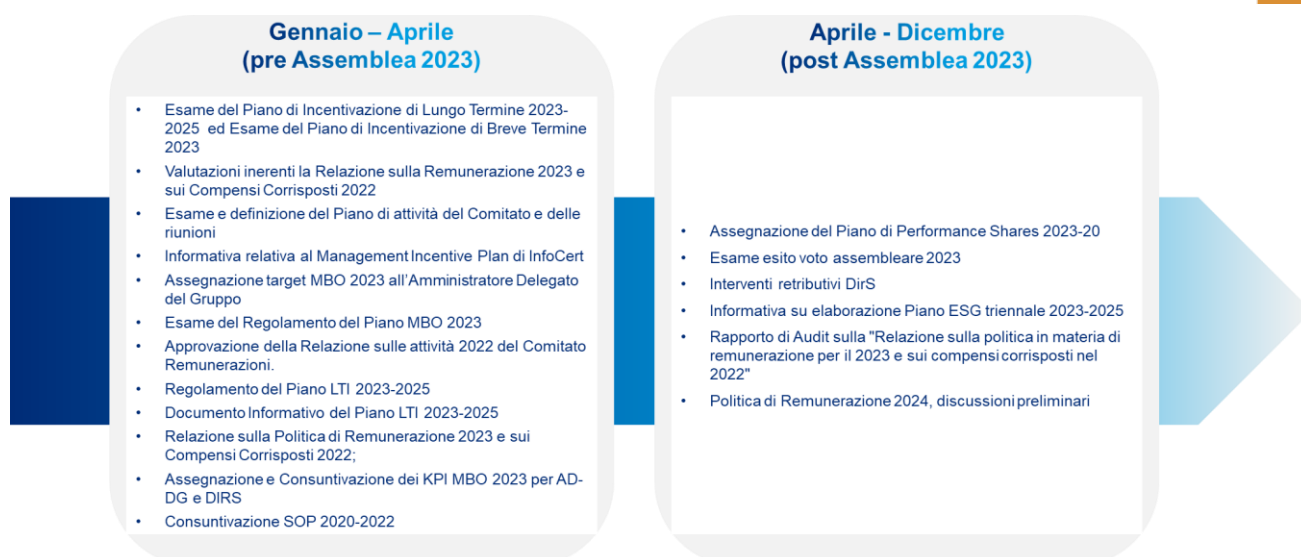 Gennaio – Aprile
(pre Assemblea 2023)
• Esame del Piano di Incentivazione di Lungo Termine 2023-
2025 ed Esame del Piano di Incentivazione di Breve Termine
2023
• Valutazioni inerenti la Relazione sulla Remunerazione 2023 e
sui Compensi Corrisposti 2022
• Esame e definizione del Piano di attività del Comitato e delle
riunioni
• Informativa relativa al Management Incentive Plan di InfoCert
• Assegnazione target MBO 2023 all'Amministratore Delegato
del Gruppo
• Esame del Regolamento del Piano MBO 2023
• Approvazione della Relazione sulle attività 2022 del Comitato
Remunerazioni.
• Regolamento del Piano LTI 2023-2025
• Documento Informativo del Piano LTI 2023-2025
• Relazione sulla Politica di Remunerazione 2023 e sui
Compensi Corrisposti 2022;
• Assegnazione e Consuntivazione dei KPI MBO 2023 per AD-
DG e DIRS
• Consuntivazione SOP 2020-2022
Aprile - Dicembre
(post Assemblea 2023)
• Assegnazione del Piano di Performance Shares 2023-20
• Esame esito voto assembleare 2023
• Interventi retributivi DirS
• Informativa su elaborazione Piano ESG triennale 2023-2025
• Rapporto di Audit sulla "Relazione sulla politica in materia di
remunerazione per il 2023 e sui compensi corrisposti nel
2022"
• Politica di Remunerazione 2024, discussioni preliminari